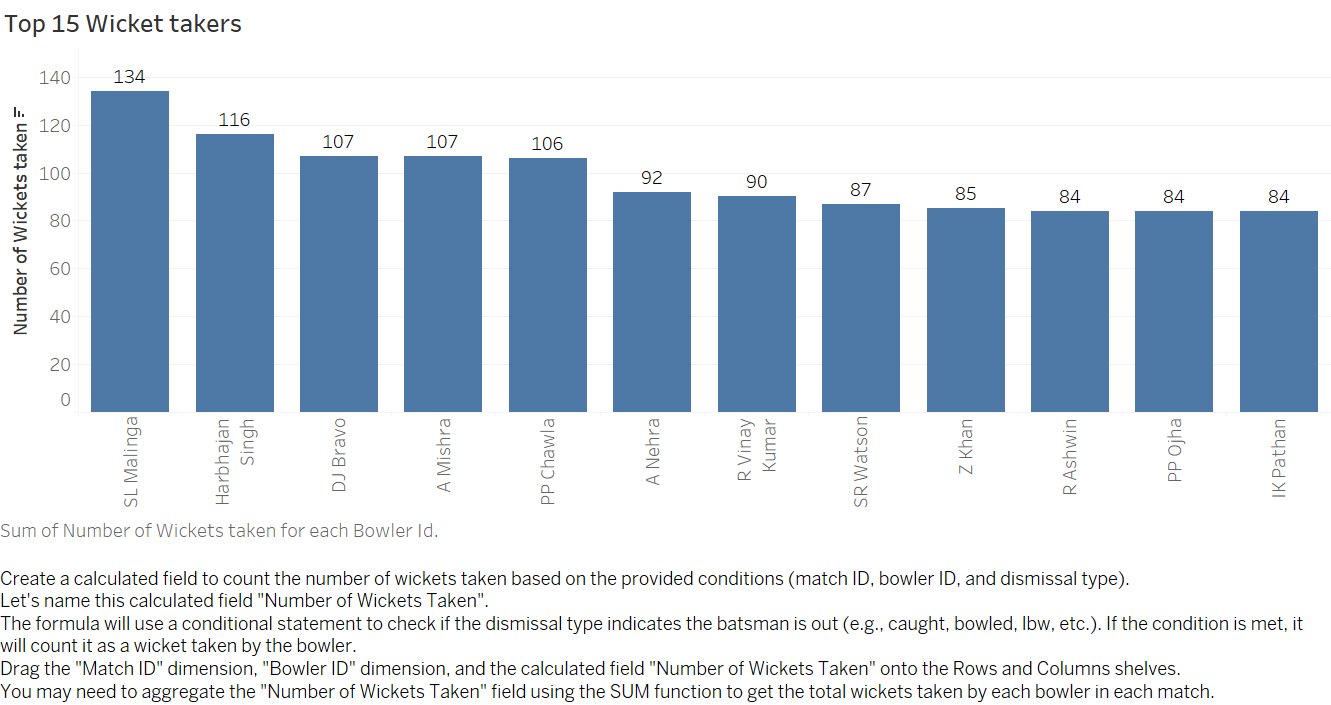 Top 15 Wicket takers
Number of Wickets taken
140
120
100
80
60
40
20
0
134
116
107
107
106
92
90
87
85
84
84
84
SL Malinga
Harbhajan
Singh
DJ Bravo
A Mishra
PP Chawla
A Nehra
R Vinay
Kumar
SR Watson
Z Khan
R Ashwin
PP Ojha
IK Pathan
Sum of Number of Wickets taken for each Bowler Id.
Create a calculated field to count the number of wickets taken based on the provided conditions (match ID, bowler ID, and dismissal type).
Let's name this calculated field "Number of Wickets Taken".
The formula will use a conditional statement to check if the dismissal type indicates the batsman is out (e.g., caught, bowled, lbw, etc.). If the condition is met, it
will count it as a wicket taken by the bowler.
Drag the "Match ID" dimension, "Bowler ID" dimension, and the calculated field "Number of Wickets Taken" onto the Rows and Columns shelves.
You may need to aggregate the "Number of Wickets Taken" field using the SUM function to get the total wickets taken by each bowler in each match.